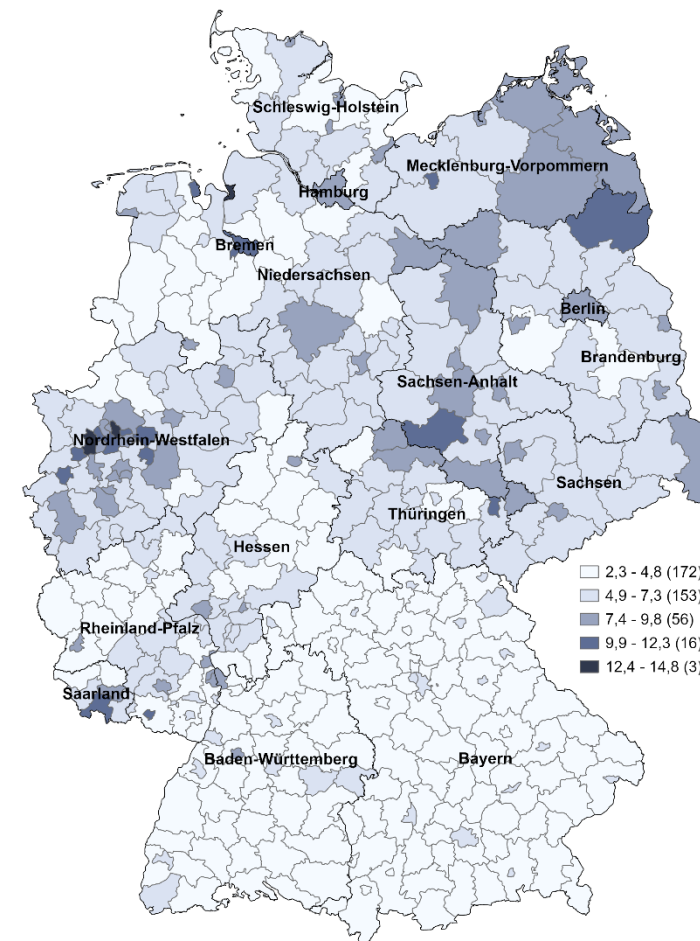 Schleswig-Holstein
Mecklenburg-Vorpommern
Hamburg
Bremen
Niedersachsen
Berlin
Brandenburg
Sachsen-Anhalt
Nordrhein-Westfalen
Sachsen
Thüringen
Hessen
2,3 - 4,8 (172)
4,9 - 7,3 (153)
7,4 - 9,8 (56)
9,9 - 12,3 (16)
12,4 - 14,8 (3)
Rheinland-Pfalz
Saarland
Baden-Württemberg
Bayern